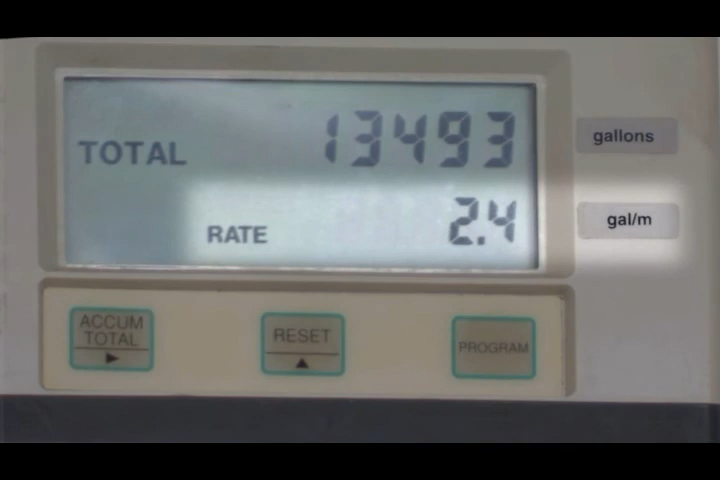 TOTAL 13493 gallons
RATE 2.4 gal/m
ACCUM TOTAL
RESET
PROGRAM